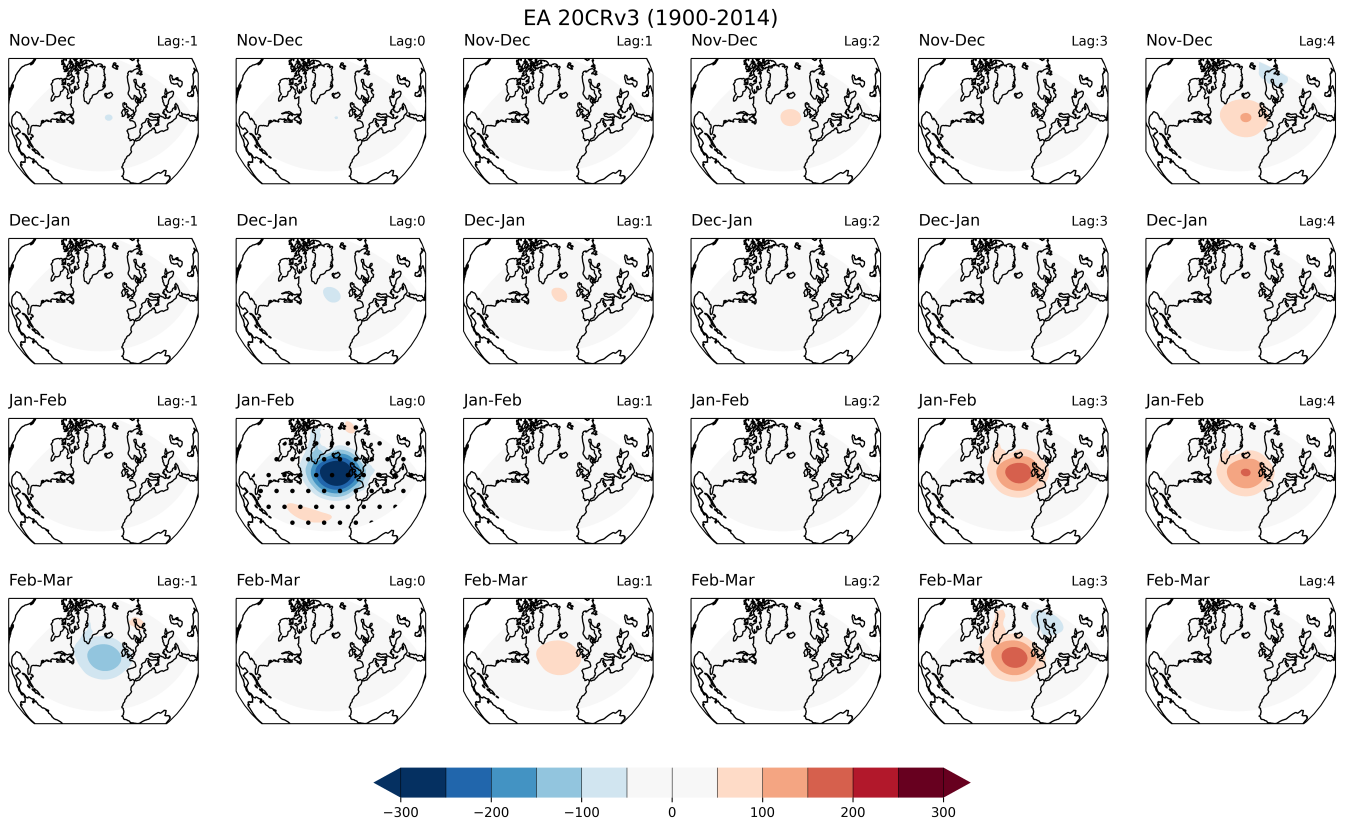 EA 20CRv3 (1900-2014)
Nov-Dec Lag:-1 Nov-Dec Lag:0 Nov-Dec Lag:1 Nov-Dec Lag:2 Nov-Dec Lag:3 Nov-Dec Lag:4
Dec-Jan Lag:-1 Dec-Jan Lag:0 Dec-Jan Lag:1 Dec-Jan Lag:2 Dec-Jan Lag:3 Dec-Jan Lag:4
Jan-Feb Lag:-1 Jan-Feb Lag:0 Jan-Feb Lag:1 Jan-Feb Lag:2 Jan-Feb Lag:3 Jan-Feb Lag:4
Feb-Mar Lag:-1 Feb-Mar Lag:0 Feb-Mar Lag:1 Feb-Mar Lag:2 Feb-Mar Lag:3 Feb-Mar Lag:4
−300 −200 −100 0 100 200 300